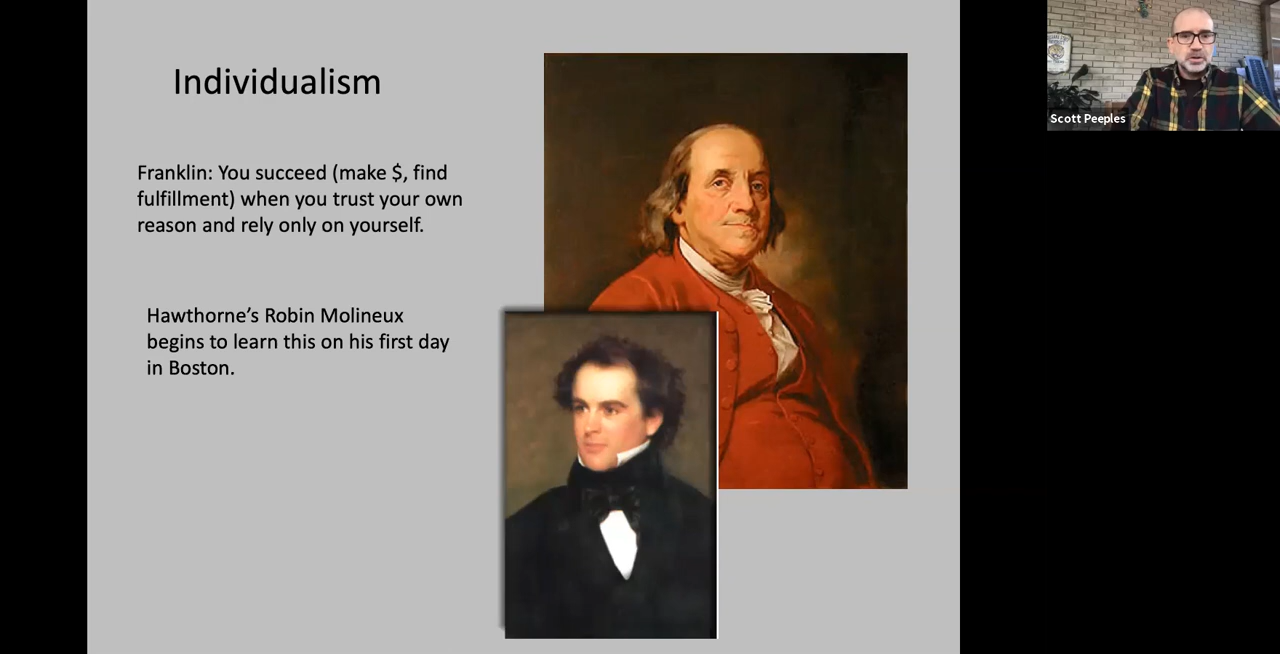 Individualism
Franklin: You succeed (make $, find
fulfillment) when you trust your own
reason and rely only on yourself.
Hawthorne’s Robin Molineux
begins to learn this on his first day
in Boston.
Scott Peeples